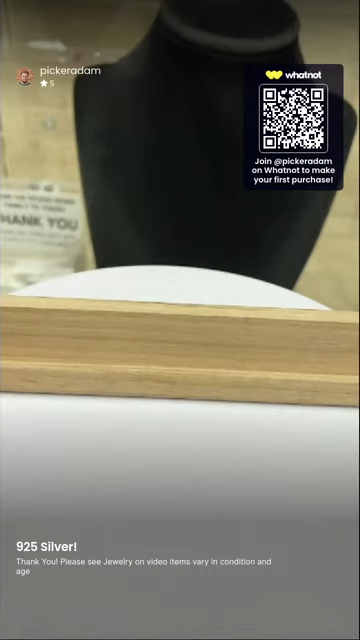 pickeradam
5
whatnot
Join @pickeradam
on Whatnot to make
your first purchase!
THANK YOU
925 Silver!
Thank You! Please see Jewelry on video items vary in condition and
age